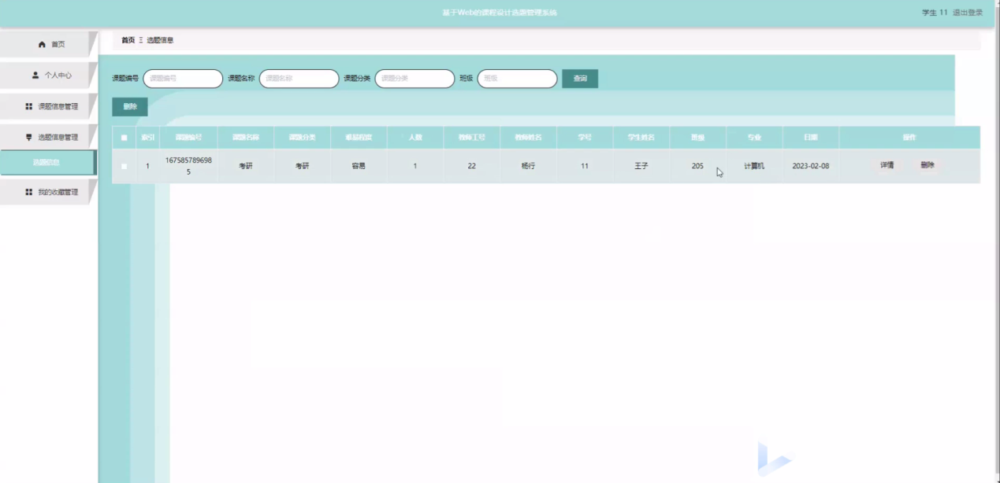 基于Web的课程设计选题管理系统
学生 11 退出登录
首页
个人中心
课题信息管理
选题信息管理
选题信息
我的收藏管理
首页 Ξ 选题信息
课题编号 课题编号 课题名称 课题名称 课题分类 课题分类 班级 班级 查询
删除
索引 课题编号 课题名称 课题分类 难易程度 人数 教师工号 教师姓名 学号 学生姓名 班级 专业 日期 操作
1 167585789698 考研 考研 容易 1 22 杨行 11 王子 205 计算机 2023-02-08 详情 删除
5